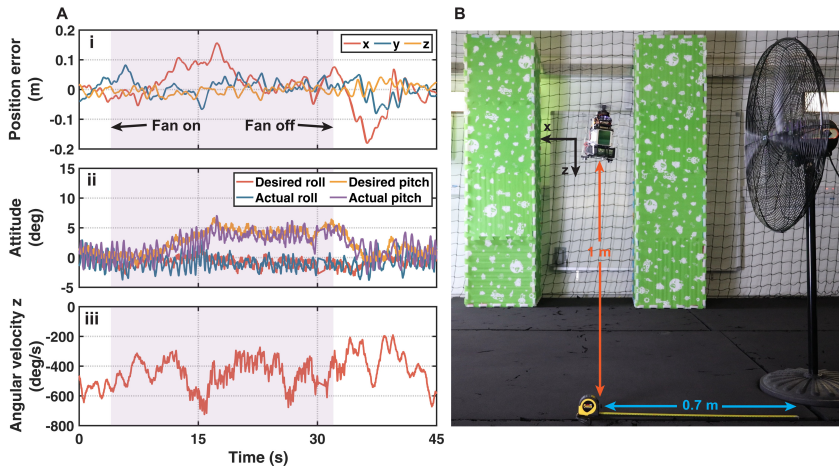 A
i
x y z
Position error
(m)
0.2
0.1
0
-0.1
0.2
Fan on
Fan off
ii
Desired roll
Desired pitch
Actual roll
Actual pitch
Attitude
(deg)
15
10
5
0
-5
iii
Angular velocity z
(deg/s)
0
-200
-400
-600
-800
0 15 30 45
Time (s)
B
x
z
1 m
0.7 m